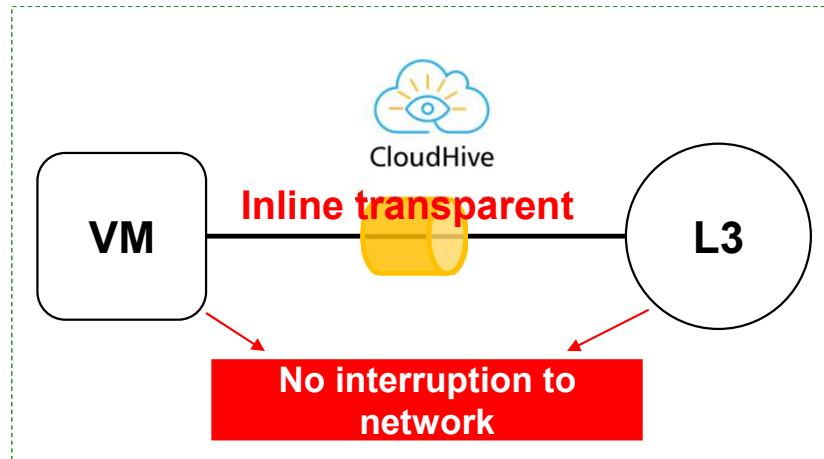 CloudHive
Inline transparent
VM
L3
No interruption to
network